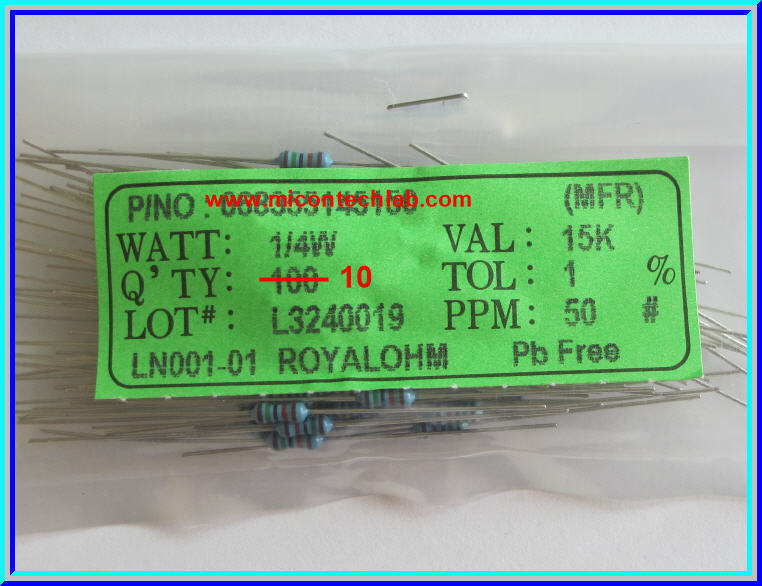 P/NO . (MFR)
www.micontechlab.com
WATT: 1/4W VAL: 15K
Q'TY: 100 10 TOL: 1 %
LOT#: L3240019 PPM: 50 #
LN001-01 ROYALOHM Pb Free